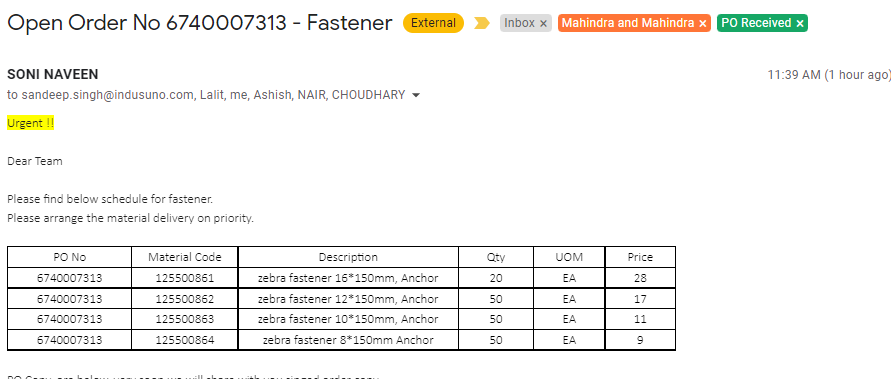 Open Order No 6740007313 - Fastener External Inbox × Mahindra and Mahindra × PO Received ×
SONI NAVEEN 11:39 AM (1 hour ago)
to sandeep.singh@indusuno.com, Lalit, me, Ashish, NAIR, CHOUDHARY
Urgent !!
Dear Team
Please find below schedule for fastener.
Please arrange the material delivery on priority.
PO No Material Code Description Qty UOM Price
6740007313 125500861 zebra fastener 16*150mm, Anchor 20 EA 28
6740007313 125500862 zebra fastener 12*150mm, Anchor 50 EA 17
6740007313 125500863 zebra fastener 10*150mm, Anchor 50 EA 11
6740007313 125500864 zebra fastener 8*150mm Anchor 50 EA 9